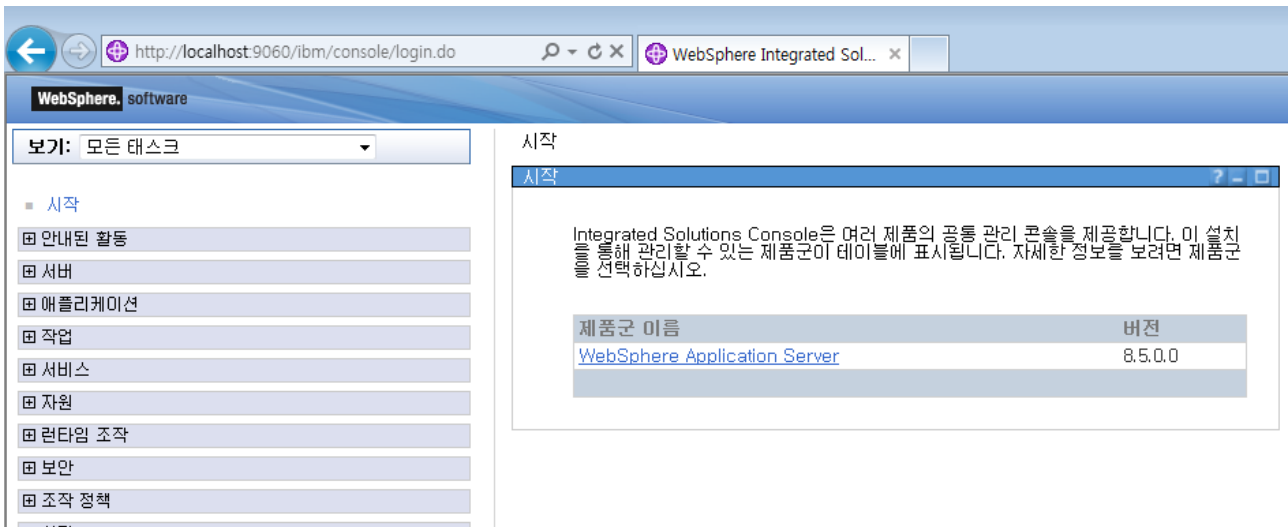 http://localhost:9060/ibm/console/login.do
WebSphere Integrated Sol...
WebSphere. software
보기: 모든 태스크
시작
안내된 활동
서버
애플리케이션
작업
서비스
자원
런타임 조작
보안
조작 정책
시작
시작
Integrated Solutions Console은 여러 제품의 공통 관리 콘솔을 제공합니다. 이 설치
를 통해 관리할 수 있는 제품군이 테이블에 표시됩니다. 자세한 정보를 보려면 제품군
을 선택하십시오.
제품군 이름 버전
WebSphere Application Server 8.5.0.0